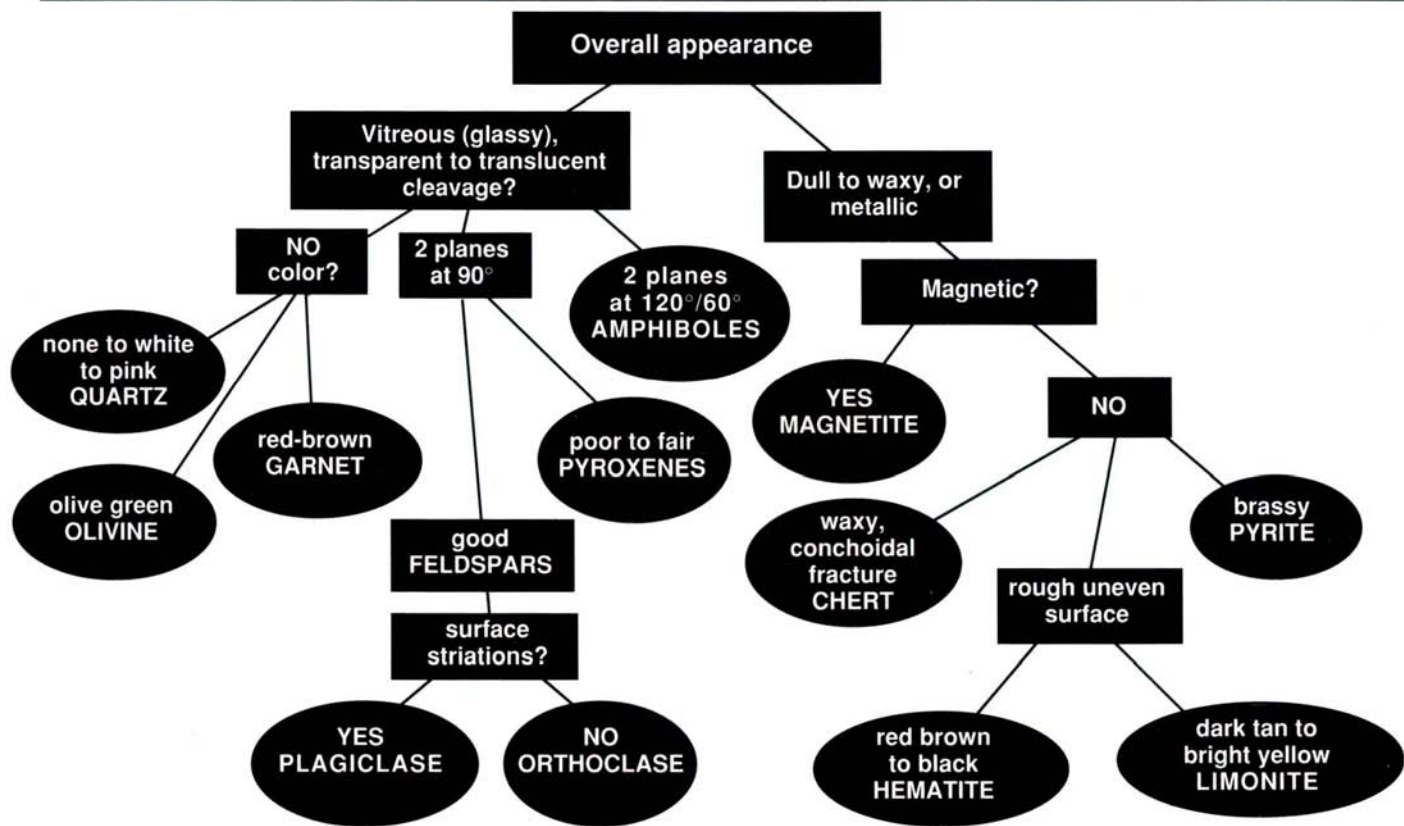 Overall appearance
Vitreous (glassy),
transparent to translucent
cleavage?
Dull to waxy, or
metallic
NO
color?
2 planes
at 90°
2 planes
at 120°/60°
AMPHIBOLES
Magnetic?
none to white
to pink
QUARTZ
red-brown
GARNET
olive green
OLIVINE
poor to fair
PYROXENES
YES
MAGNETITE
NO
good
FELDSPARS
waxy,
conchoidal
fracture
CHERT
brassy
PYRITE
rough uneven
surface
surface
striations?
YES
PLAGICLASE
NO
ORTHOCLASE
red brown
to black
HEMATITE
dark tan to
bright yellow
LIMONITE